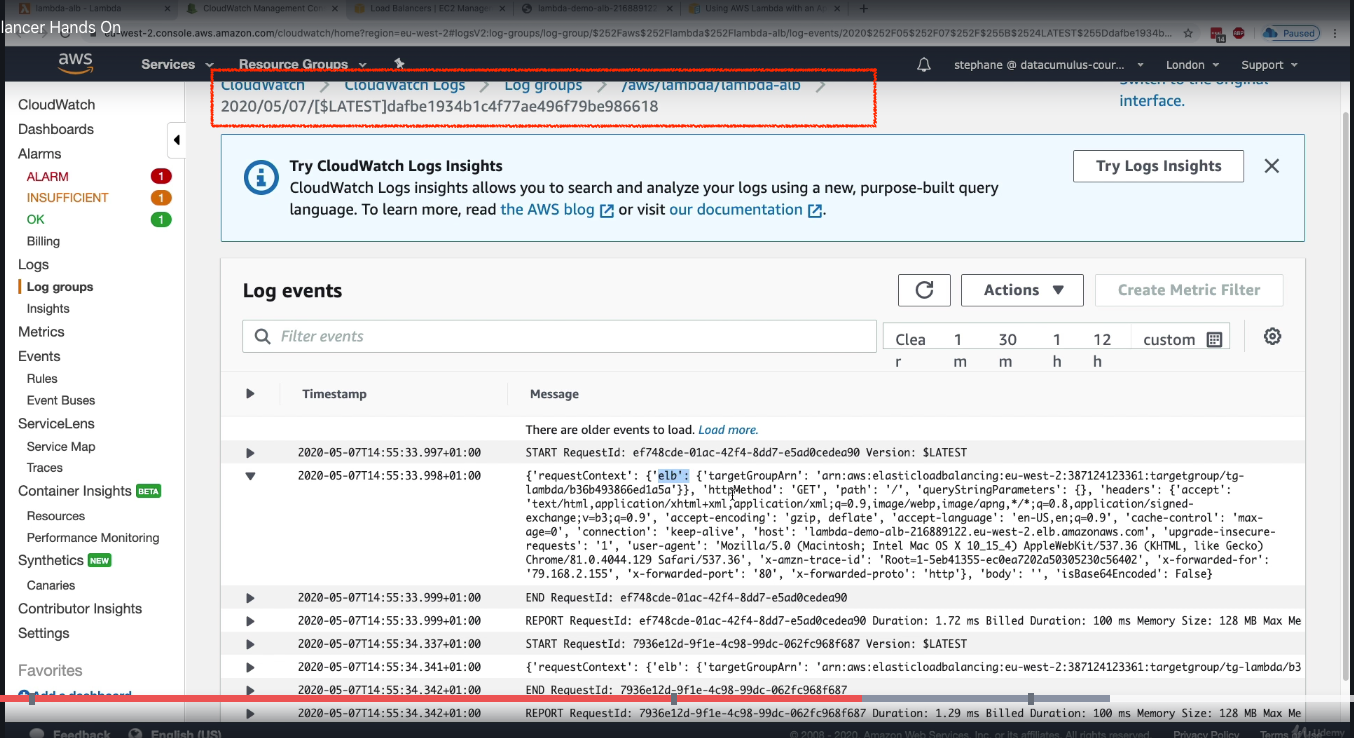 lambda-alb - Lambda
CloudWatch Management Con
Load Balancers | EC2 Manage
lambda-demo-alb-216889122
Using AWS Lambda with an A
lancer Hands On
eu-west-2.console.aws.amazon.com/cloudwatch/home?region=eu-west-2#logsV2:log-groups/log-group/$252Faws$252Flambda$252Flambda-alb/log-events/2020$252F05$252F07$252F$255B$2524LATEST$255Ddafbe1934b...
Paused
aws
Services
Resource Groups
stephane @ datacumulus-cour...
London
Support
CloudWatch
CloudWatch Logs
Log groups
/aws/lambda/lambda-alb
2020/05/07/[$LATEST]dafbe1934b1c4f77ae496f79be986618
Switch to the original
interface.
CloudWatch
Dashboards
Alarms
ALARM 1
INSUFFICIENT 1
OK 1
Billing
Logs
Log groups
Insights
Metrics
Events
Rules
Event Buses
ServiceLens
Service Map
Traces
Container Insights BETA
Resources
Performance Monitoring
Synthetics NEW
Canaries
Contributor Insights
Settings
Favorites
Add a dashboard
Try CloudWatch Logs Insights
CloudWatch Logs insights allows you to search and analyze your logs using a new, purpose-built query
language. To learn more, read the AWS blog or visit our documentation.
Try Logs Insights
Log events
Actions
Create Metric Filter
Filter events
Clea 1 30 1 12 custom
r m m h h
Timestamp Message
There are older events to load. Load more.
2020-05-07T14:55:33.997+01:00 START RequestId: ef748cde-01ac-42f4-8dd7-e5ad0cedea90 Version: $LATEST
2020-05-07T14:55:33.998+01:00 {'requestContext': {'elb': {'targetGroupArn': 'arn:aws:elasticloadbalancing:eu-west-2:387124123361:targetgroup/tg-
lambda/b36b493866ed1a5a'}}, 'httpMethod': 'GET', 'path': '/', 'queryStringParameters': {}, 'headers': {'accept':
'text/html,application/xhtml+xml,application/xml;q=0.9,image/webp,image/apng,*/*;q=0.8,application/signed-
exchange;v=b3;q=0.9', 'accept-encoding': 'gzip, deflate', 'accept-language': 'en-US,en;q=0.9', 'cache-control': 'max-
age=0', 'connection': 'keep-alive', 'host': 'lambda-demo-alb-216889122.eu-west-2.elb.amazonaws.com', 'upgrade-insecure-
requests': '1', 'user-agent': 'Mozilla/5.0 (Macintosh; Intel Mac OS X 10_15_4) AppleWebKit/537.36 (KHTML, like Gecko)
Chrome/81.0.4044.129 Safari/537.36', 'x-amzn-trace-id': 'Root=1-5eb41355-ec0ea7202a50305230c56402', 'x-forwarded-for':
'79.168.2.155', 'x-forwarded-port': '80', 'x-forwarded-proto': 'http'}, 'body': '', 'isBase64Encoded': False}
2020-05-07T14:55:33.999+01:00 END RequestId: ef748cde-01ac-42f4-8dd7-e5ad0cedea90
2020-05-07T14:55:33.999+01:00 REPORT RequestId: ef748cde-01ac-42f4-8dd7-e5ad0cedea90 Duration: 1.72 ms Billed Duration: 100 ms Memory Size: 128 MB Max Me
2020-05-07T14:55:34.337+01:00 START RequestId: 7936e12d-9f1e-4c98-99dc-062fc968f687 Version: $LATEST
2020-05-07T14:55:34.341+01:00 {'requestContext': {'elb': {'targetGroupArn': 'arn:aws:elasticloadbalancing:eu-west-2:387124123361:targetgroup/tg-lambda/b3
2020-05-07T14:55:34.342+01:00 END RequestId: 7936e12d-9f1e-4c98-99dc-062fc968f687
2020-05-07T14:55:34.342+01:00 REPORT RequestId: 7936e12d-9f1e-4c98-99dc-062fc968f687 Duration: 1.29 ms Billed Duration: 100 ms Memory Size: 128 MB Max Me
Feedback
English (US)
© 2008 - 2020, Amazon Web Services, Inc. or its affiliates. All rights reserved.
Privacy Policy
Udemy